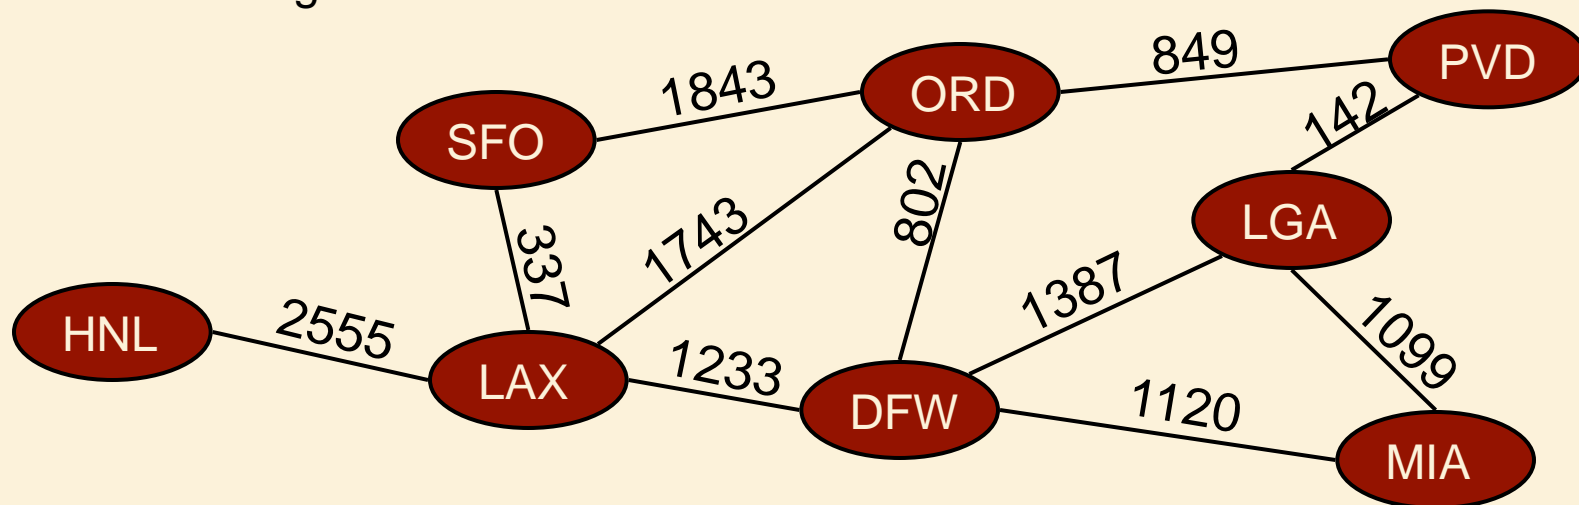 849
PVD
1843
ORD
142
SFO
802
1743
LGA
337
1387
2555
HNL
1099
LAX
1233
DFW
1120
MIA